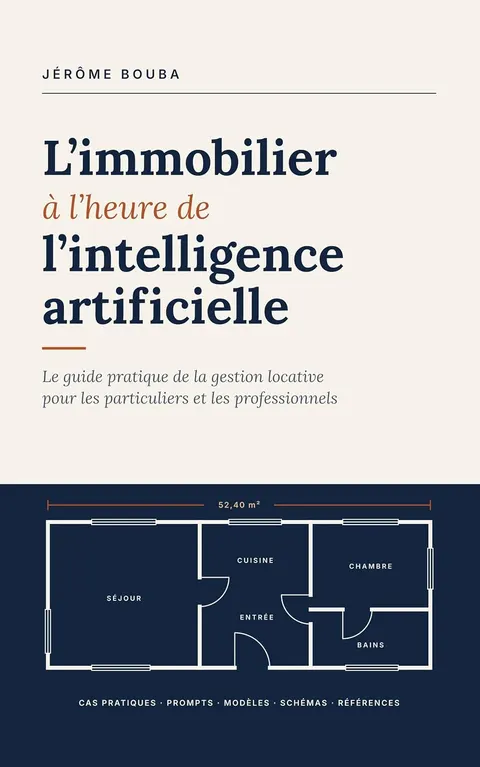 JÉRÔME BOUBA
L’immobilier
à l’heure de
l’intelligence
artificielle
Le guide pratique de la gestion locative
pour les particuliers et les professionnels
52,40 m²
CUISINE
CHAMBRE
SÉJOUR
ENTRÉE
BAINS
CAS PRATIQUES · PROMPTS · MODÈLES · SCHÉMAS · RÉFÉRENCES